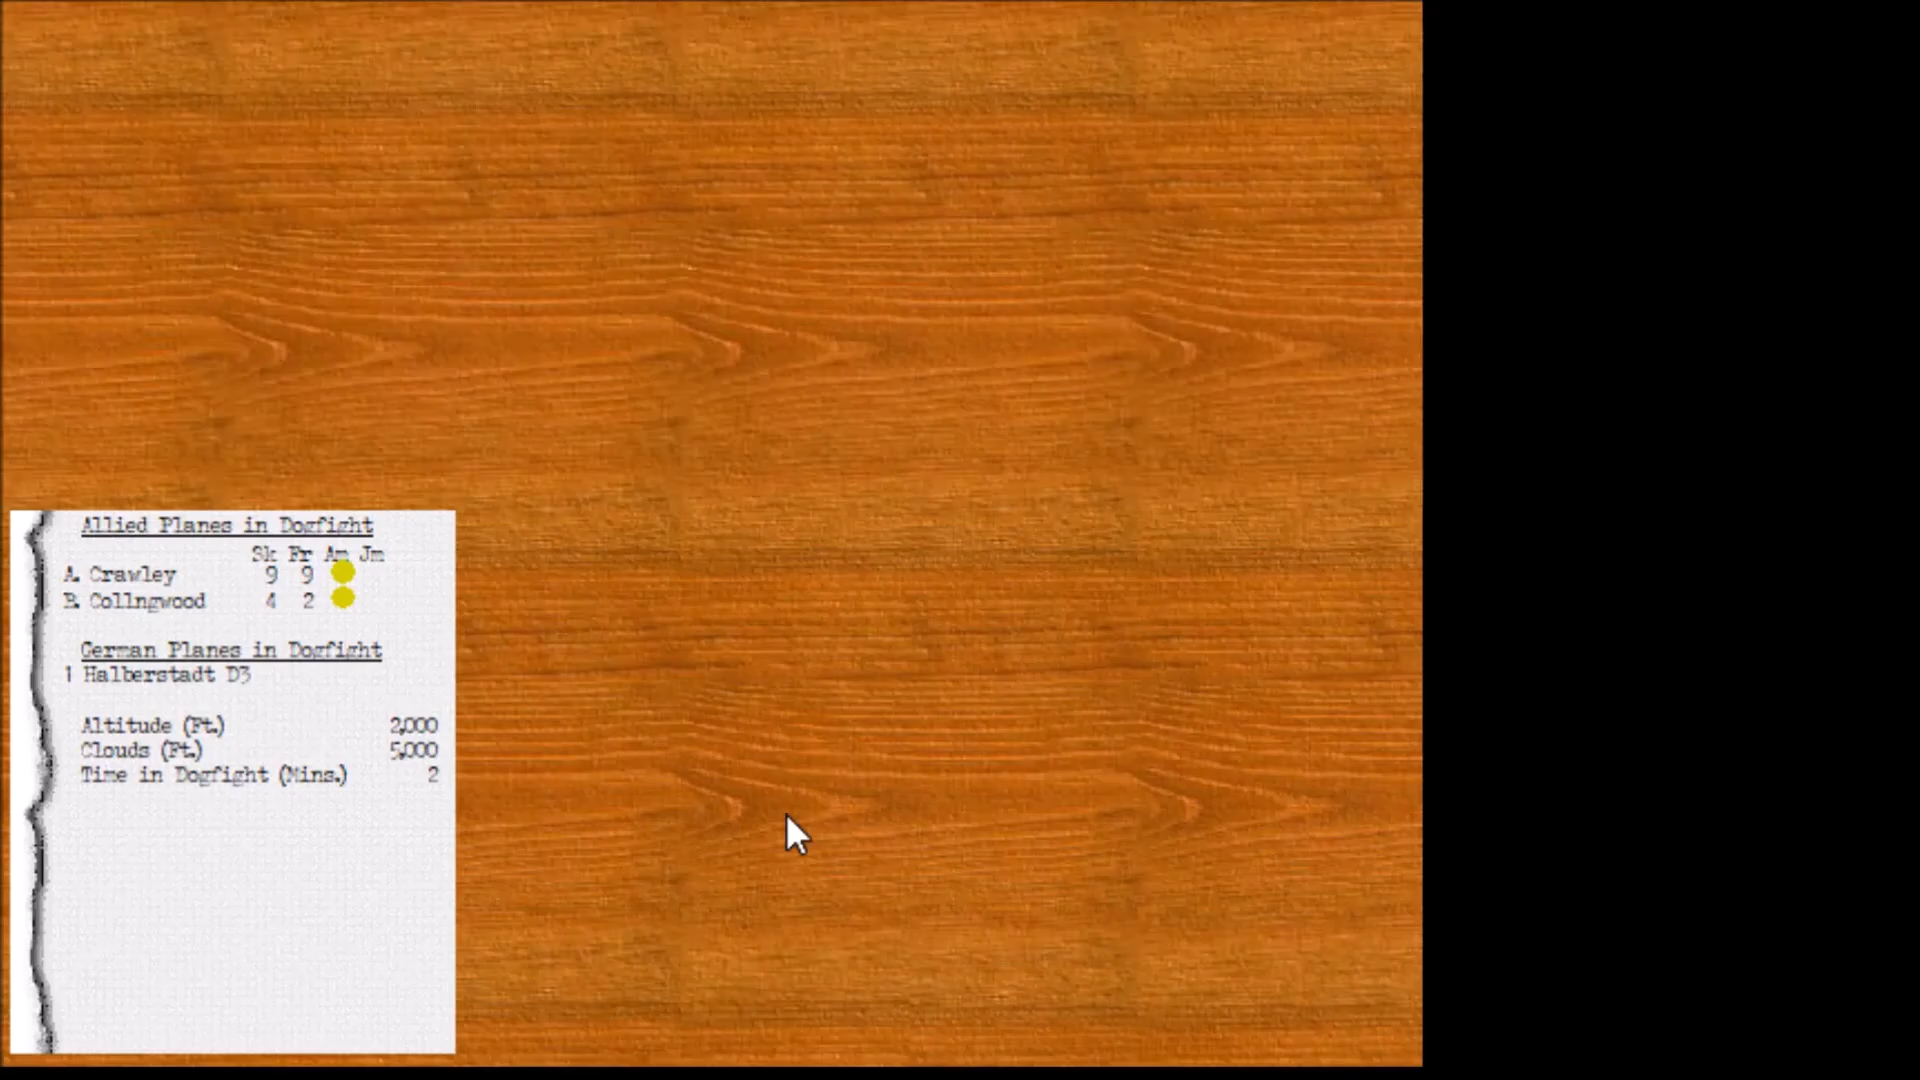 Allied Planes in Dogfight
Sk Fr Am Jm
A. Crawley 9 9
B. Collngwood 4 2
German Planes in Dogfight
1 Halberstadt D3
Altitude (Ft.) 2,000
Clouds (Ft.) 5,000
Time in Dogfight (Mins.) 2